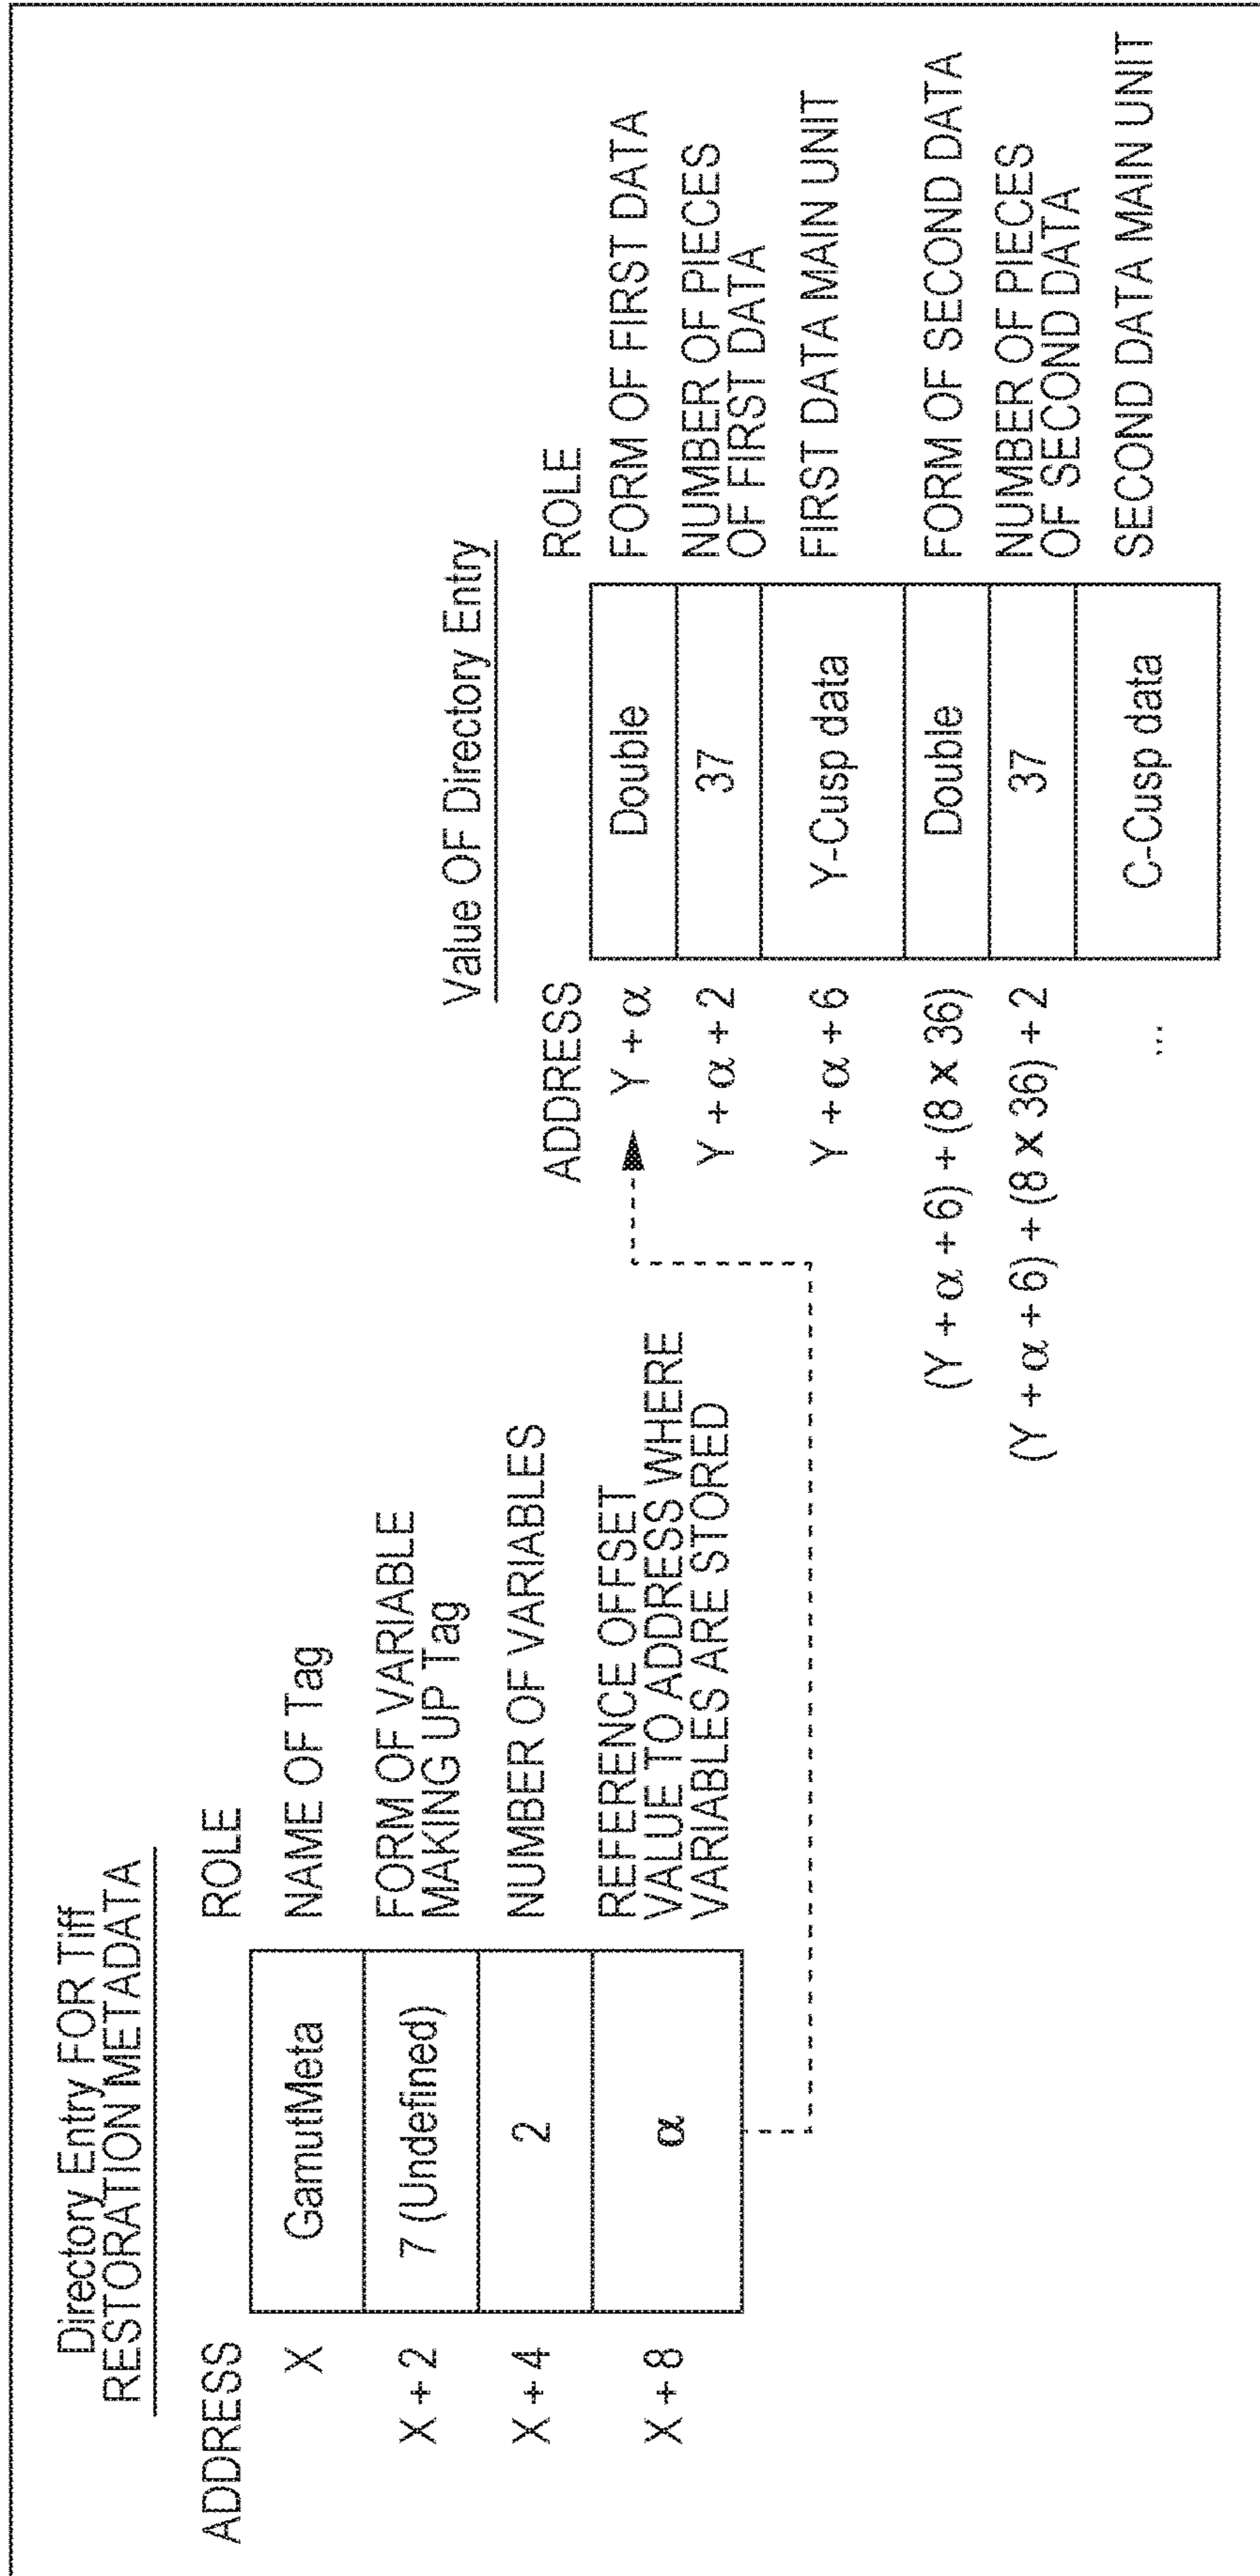 Directory Entry FOR Tiff
RESTORATION METADATA
ADDRESS
ROLE
X
GamutMeta
NAME OF Tag
X + 2
7 (Undefined)
FORM OF VARIABLE
MAKING UP Tag
X + 4
2
NUMBER OF VARIABLES
X + 8
α
REFERENCE OFFSET
VALUE TO ADDRESS WHERE
VARIABLES ARE STORED
Value OF Directory Entry
ADDRESS
ROLE
Y + α
Double
FORM OF FIRST DATA
Y + α + 2
37
NUMBER OF PIECES
OF FIRST DATA
Y + α + 6
Y-Cusp data
FIRST DATA MAIN UNIT
(Y + α + 6) + (8 x 36)
Double
FORM OF SECOND DATA
(Y + α + 6) + (8 x 36) + 2
37
NUMBER OF PIECES
OF SECOND DATA
...
C-Cusp data
SECOND DATA MAIN UNIT